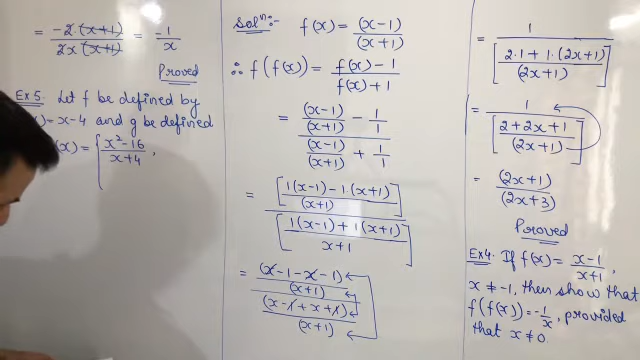 = -2 (x+1) / 2x (x+1) = -1/x
Proved
Ex 5. Let f be defined by
) = x-4 and g be defined
(x) = { x²-16 / x+4 ,
Solⁿ:- f(x) = (x-1) / (x+1)
∴ f(f(x)) = f(x) - 1 / f(x) + 1
= (x-1)/(x+1) - 1/1 / (x-1)/(x+1) + 1/1
= [1(x-1) - 1·(x+1) / (x+1)] / [1(x-1) + 1(x+1) / x+1]
= (x-1-x-1) / (x+1) / (x-1+x+1) / (x+1)
= 1 / [2·1 + 1·(2x+1) / (2x+1)]
= 1 / [2+2x+1 / (2x+1)]
= (2x+1) / (2x+3)
Proved
Ex 4. If f(x) = x-1 / x+1,
x ≠ -1, then show that
f(f(x)) = -1/x, provided
that x ≠ 0.